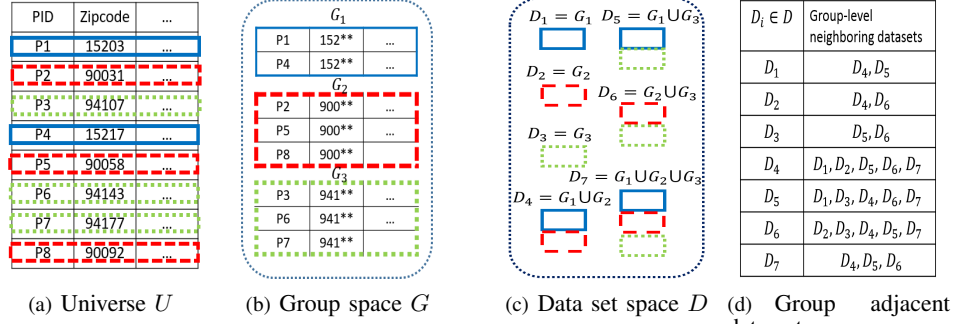 PID Zipcode ...
P1 15203 ...
P2 90031 ...
P3 94107 ...
P4 15217 ...
P5 90058 ...
P6 94143 ...
P7 94177 ...
P8 90092 ...
(a) Universe U
G1
P1 152** ...
P4 152**
G2
P2 900** ...
P5 900**
P8 900**
G3
P3 941**
P6 941** ...
P7 941**
(b) Group space G
D1 = G1 D5 = G1∪G3
D2 = G2
D6 = G2∪G3
D3 = G3
D7 = G1∪G2∪G3
D4 = G1∪G2
(c) Data set space D
Di ∈ D Group-level
neighboring datasets
D1 D4, D5
D2 D4, D6
D3 D5, D6
D4 D1, D2, D5, D6, D7
D5 D1, D3, D4, D6, D7
D6 D2, D3, D4, D5, D7
D7 D4, D5, D6
(d) Group adjacent